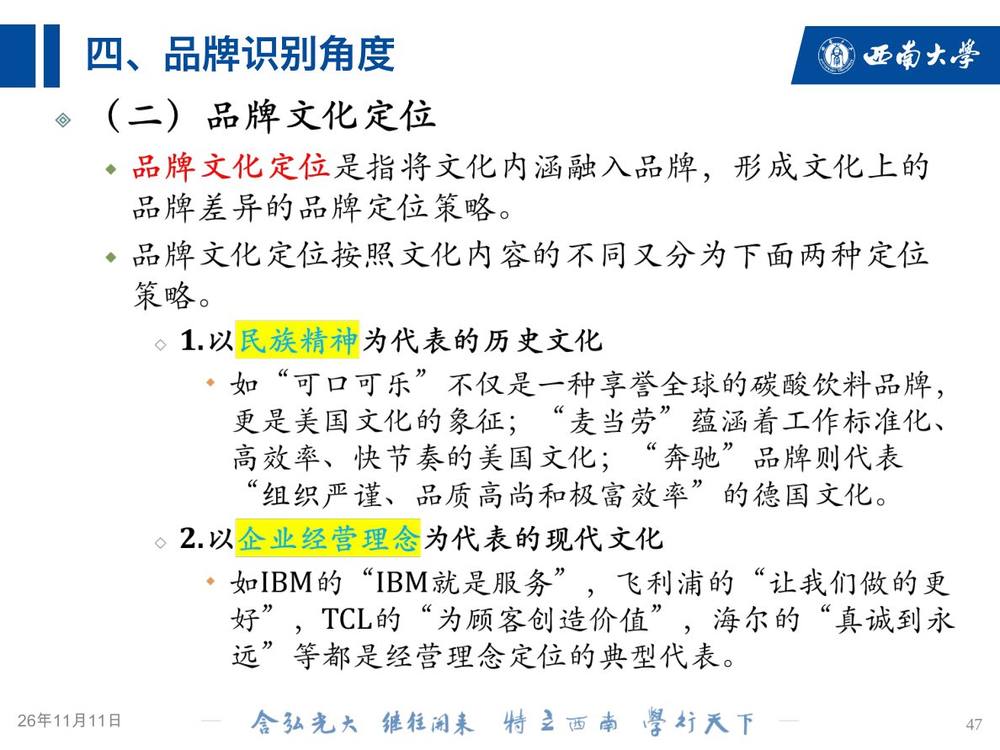 四、品牌识别角度
西南大学
（二）品牌文化定位
品牌文化定位是指将文化内涵融入品牌，形成文化上的
品牌差异的品牌定位策略。
品牌文化定位按照文化内容的不同又分为下面两种定位
策略。
1.以民族精神为代表的历史文化
如“可口可乐”不仅是一种享誉全球的碳酸饮料品牌，
更是美国文化的象征；“麦当劳”蕴涵着工作标准化、
高效率、快节奏的美国文化；“奔驰”品牌则代表
“组织严谨、品质高尚和极富效率”的德国文化。
2.以企业经营理念为代表的现代文化
如IBM的“IBM就是服务”，飞利浦的“让我们做的更
好”，TCL的“为顾客创造价值”，海尔的“真诚到永
远”等都是经营理念定位的典型代表。
26年11月11日
含弘光大 继往开来 特立西南 学行天下
47